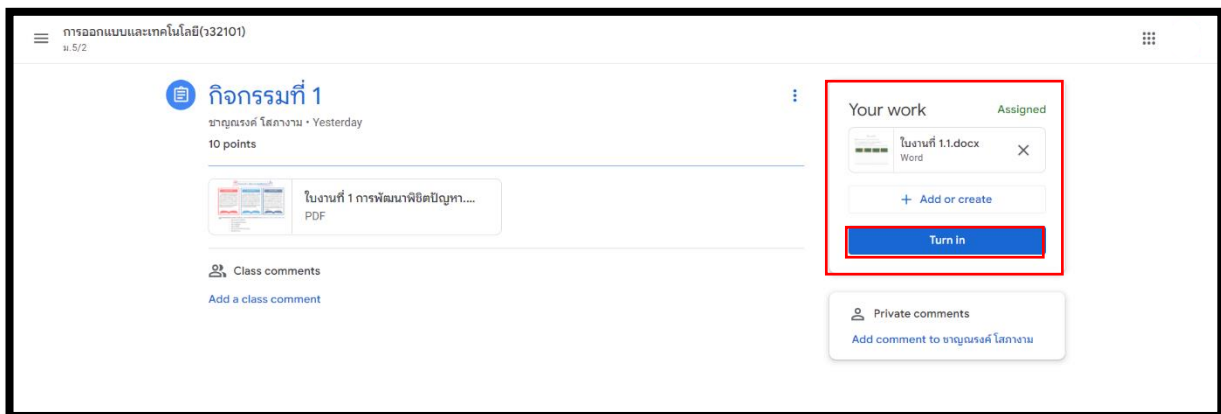 การออกแบบและเทคโนโลยี(ว32101)
ม.5/2
กิจกรรมที่ 1
ชาญณรงค์ โสภางาม • Yesterday
10 points
ใบงานที่ 1 การพัฒนาพิชิตปัญหา....
PDF
Class comments
Add a class comment
Your work
Assigned
ใบงานที่ 1.1.docx
Word
+ Add or create
Turn in
Private comments
Add comment to ชาญณรงค์ โสภางาม